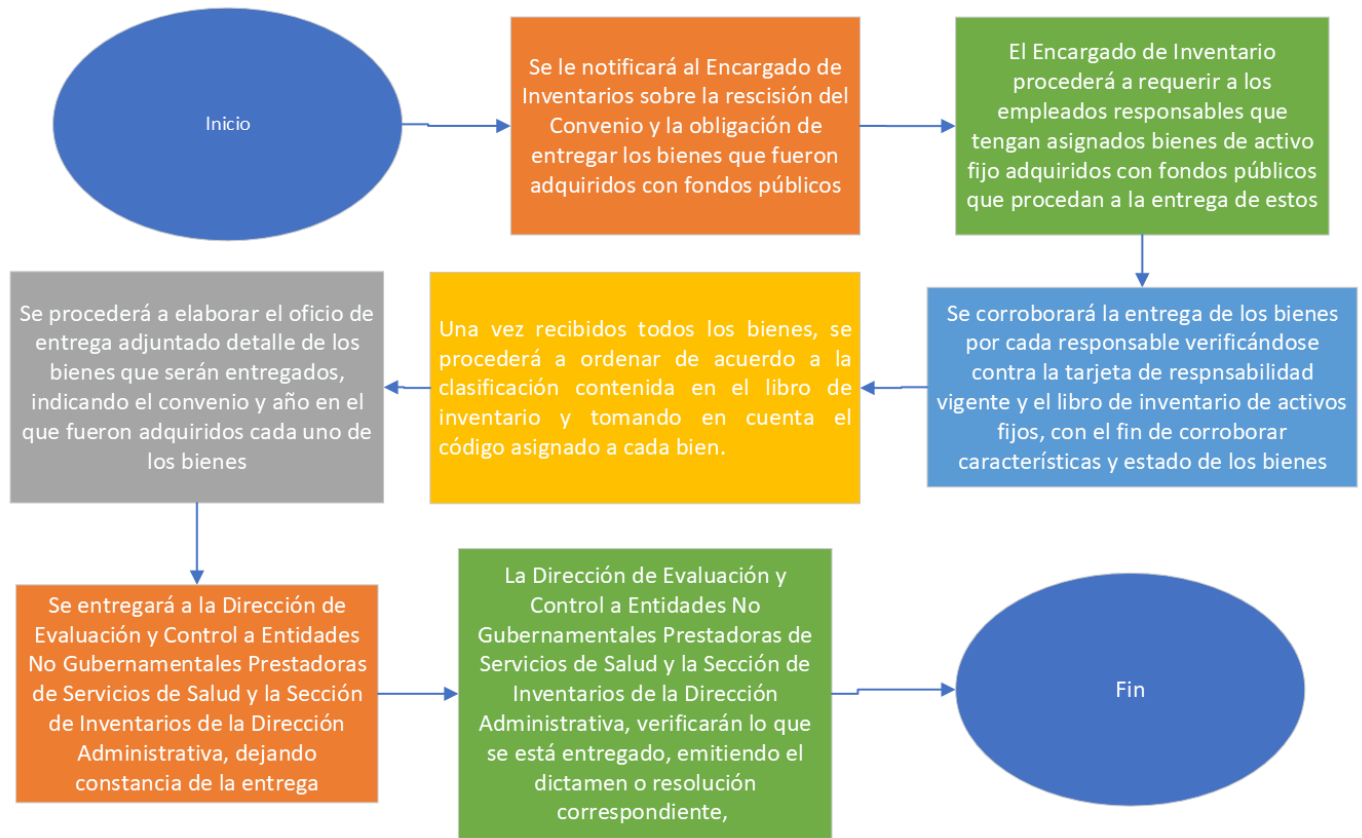 Inicio
Se le notificará al Encargado de
Inventarios sobre la rescisión del
Convenio y la obligación de
entregar los bienes que fueron
adquiridos con fondos públicos
El Encargado de Inventario
procederá a requerir a los
empleados responsables que
tengan asignados bienes de activo
fijo adquiridos con fondos públicos
que procedan a la entrega de estos
Se corroborará la entrega de los bienes
por cada responsable verificándose
contra la tarjeta de respnsabilidad
vigente y el libro de inventario de activos
fijos, con el fin de corroborar
características y estado de los bienes
Una vez recibidos todos los bienes, se
procederá a ordenar de acuerdo a la
clasificación contenida en el libro de
inventario y tomando en cuenta el
código asignado a cada bien.
Se procederá a elaborar el oficio de
entrega adjuntado detalle de los
bienes que serán entregados,
indicando el convenio y año en el
que fueron adquiridos cada uno de
los bienes
Se entregará a la Dirección de
Evaluación y Control a Entidades
No Gubernamentales Prestadoras
de Servicios de Salud y la Sección
de Inventarios de la Dirección
Administrativa, dejando
constancia de la entrega
La Dirección de Evaluación y
Control a Entidades No
Gubernamentales Prestadoras de
Servicios de Salud y la Sección de
Inventarios de la Dirección
Administrativa, verificarán lo que
se está entregado, emitiendo el
dictamen o resolución
correspondiente,
Fin